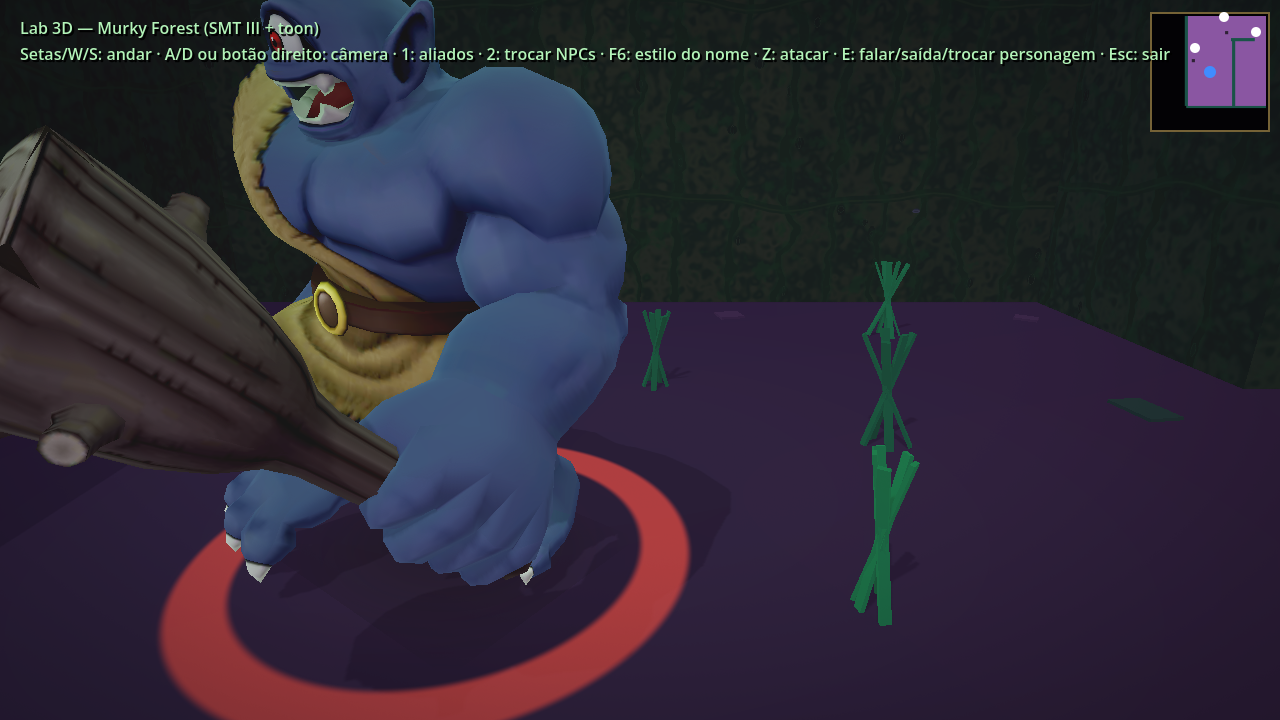 Lab 3D — Murky Forest (SMT III + toon)
Setas/W/S: andar · A/D ou botão direito: câmera · 1: aliados · 2: trocar NPCs · F6: estilo do nome · Z: atacar · E: falar/saída/trocar personagem · Esc: sair